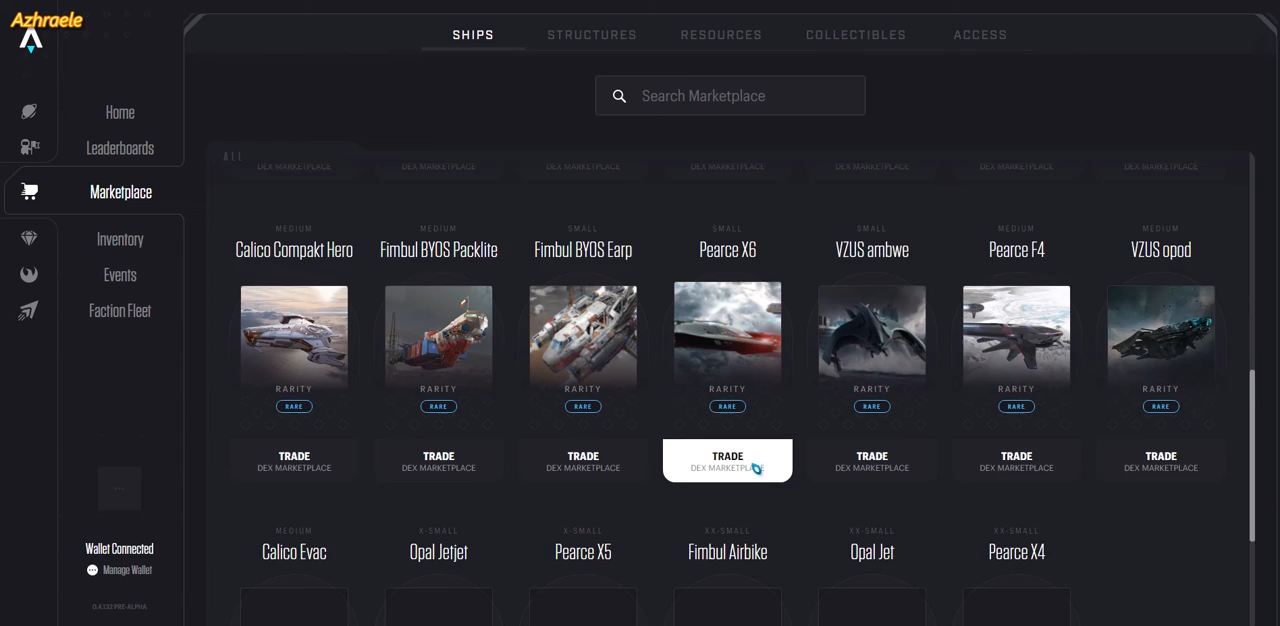 Azhraele
SHIPS STRUCTURES RESOURCES COLLECTIBLES ACCESS
Search Marketplace
Home
Leaderboards
Marketplace
Inventory
Events
Faction Fleet
...
Wallet Connected
Manage Wallet
0.A332 PRE-ALPHA
ALL
DEX MARKETPLACE DEX MARKETPLACE DEX MARKETPLACE DEX MARKETPLACE DEX MARKETPLACE DEX MARKETPLACE DEX MARKETPLACE
MEDIUM MEDIUM SMALL SMALL SMALL MEDIUM MEDIUM
Calico Compakt Hero Fimbul BYOS Packlite Fimbul BYOS Earp Pearce X6 VZUS ambwe Pearce F4 VZUS opod
RARITY RARITY RARITY RARITY RARITY RARITY RARITY
RARE RARE RARE RARE RARE RARE RARE
TRADE TRADE TRADE TRADE TRADE TRADE TRADE
DEX MARKETPLACE DEX MARKETPLACE DEX MARKETPLACE DEX MARKETPLACE DEX MARKETPLACE DEX MARKETPLACE DEX MARKETPLACE
MEDIUM X-SMALL X-SMALL XX-SMALL XX-SMALL XX-SMALL
Calico Evac Opal Jetjet Pearce X5 Fimbul Airbike Opal Jet Pearce X4